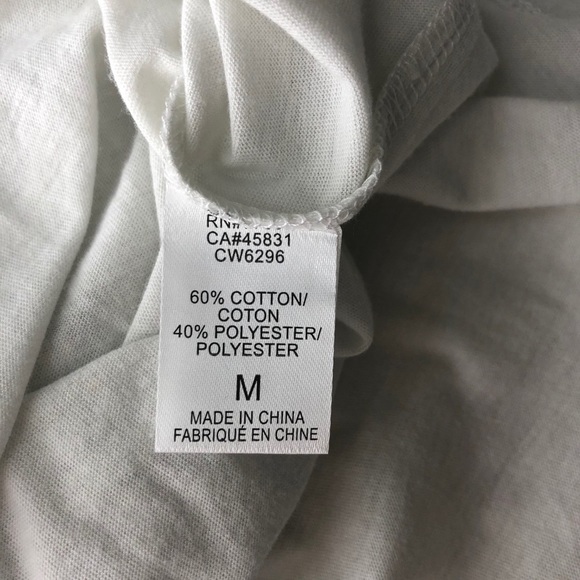 CA#45831
CW6296
60% COTTON/
COTON
40% POLYESTER/
POLYESTER
M
MADE IN CHINA
FABRIQUÉ EN CHINE